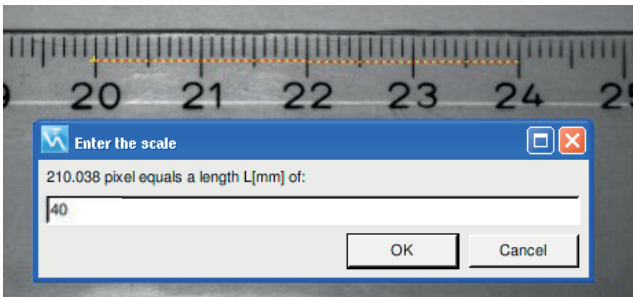 20 21 22 23 24
Enter the scale
210.038 pixel equals a length L[mm] of:
40
OK Cancel